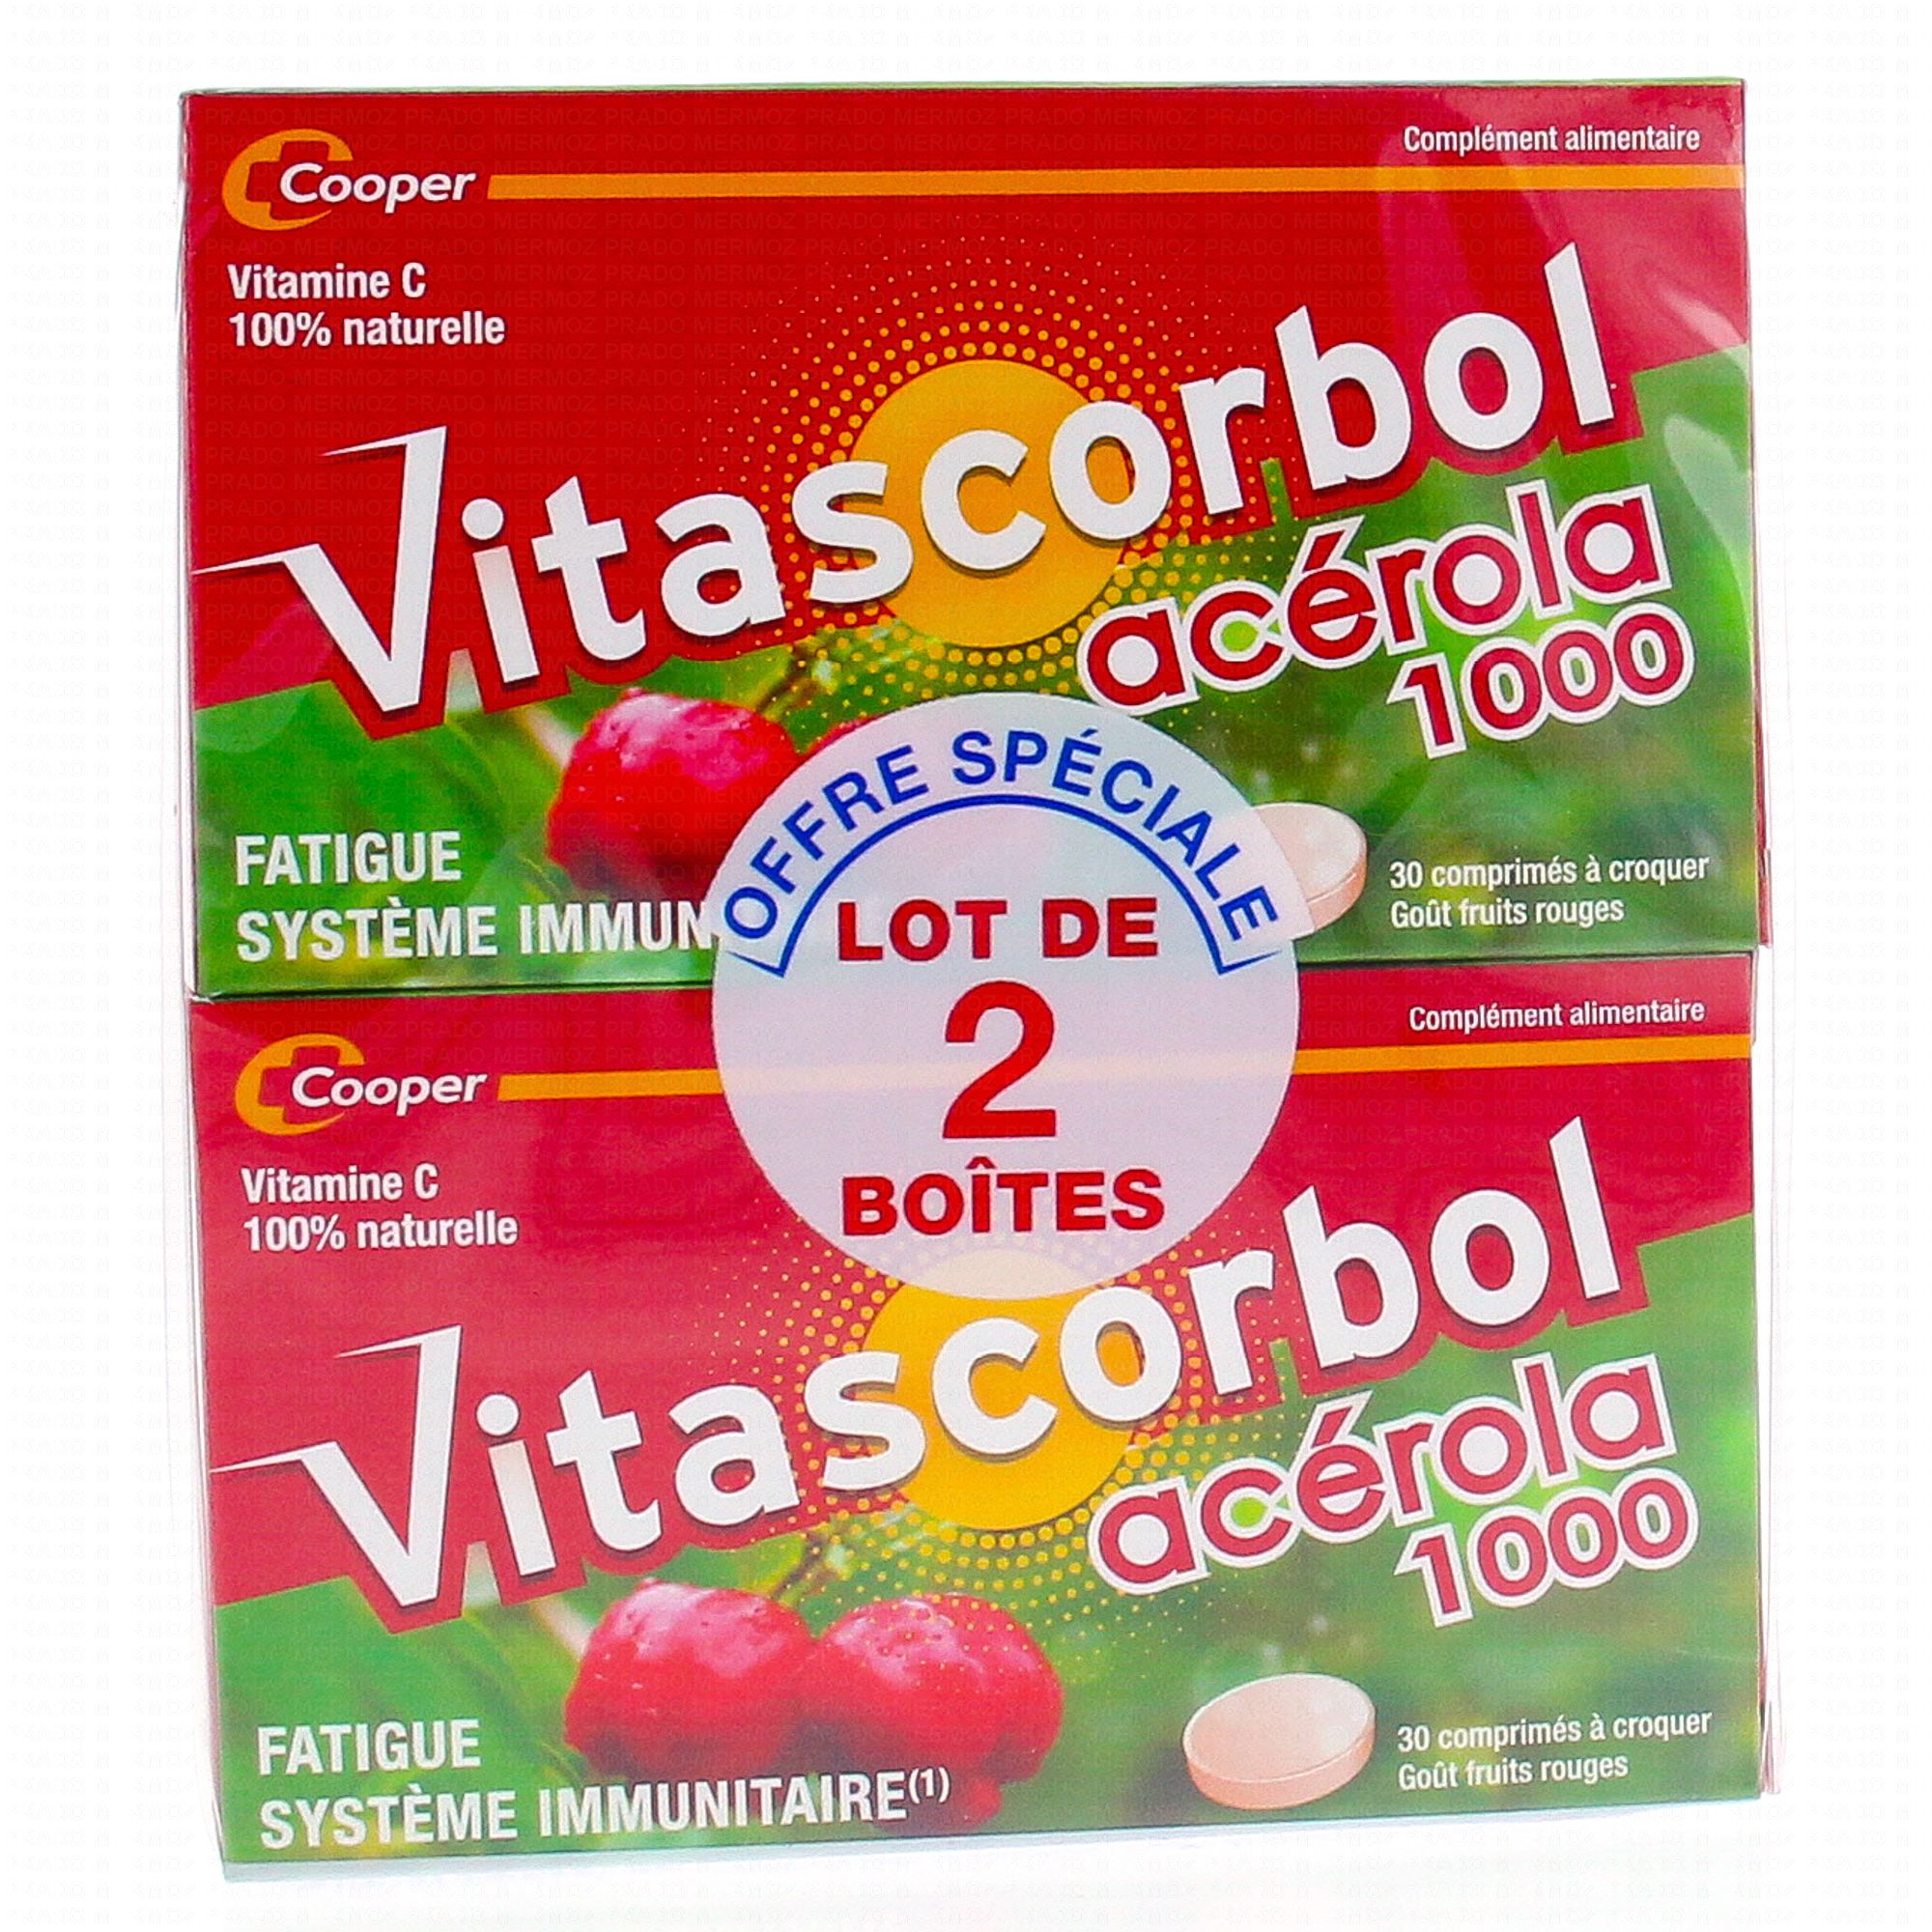 Cooper
Complément alimentaire
Vitamine C
100% naturelle
Vitascorbol
acérola
1000
FATIGUE
SYSTÈME IMMUN
30 comprimés à croquer
Goût fruits rouges
OFFRE SPÉCIALE
LOT DE
2
BOÎTES
Cooper
Complément alimentaire
Vitamine C
100% naturelle
Vitascorbol
acérola
1000
FATIGUE
SYSTÈME IMMUNITAIRE(1)
30 comprimés à croquer
Goût fruits rouges
PRADO MERMOZ